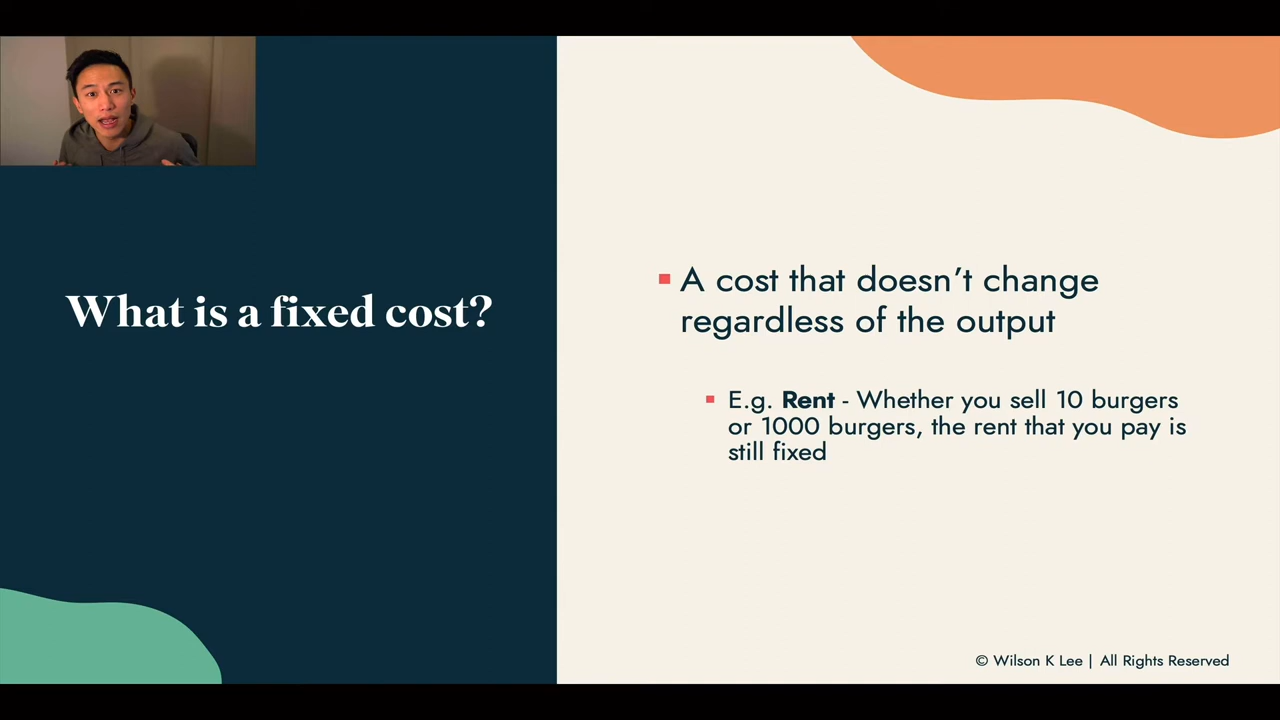 What is a fixed cost?
A cost that doesn’t change
regardless of the output
E.g. Rent - Whether you sell 10 burgers
or 1000 burgers, the rent that you pay is
still fixed
© Wilson K Lee | All Rights Reserved